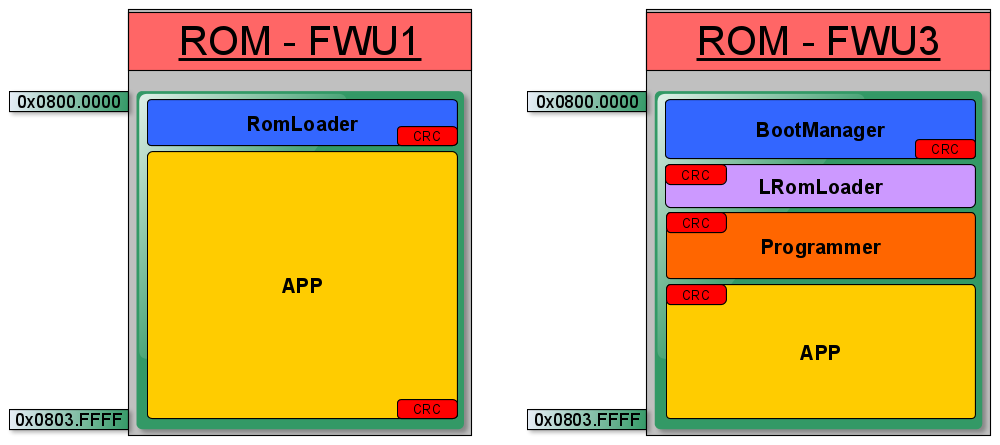 ROM - FWU1
0x0800.0000
RomLoader
CRC
APP
CRC
0x0803.FFFF
ROM - FWU3
0x0800.0000
BootManager
CRC
CRC
LRomLoader
CRC
Programmer
CRC
APP
0x0803.FFFF